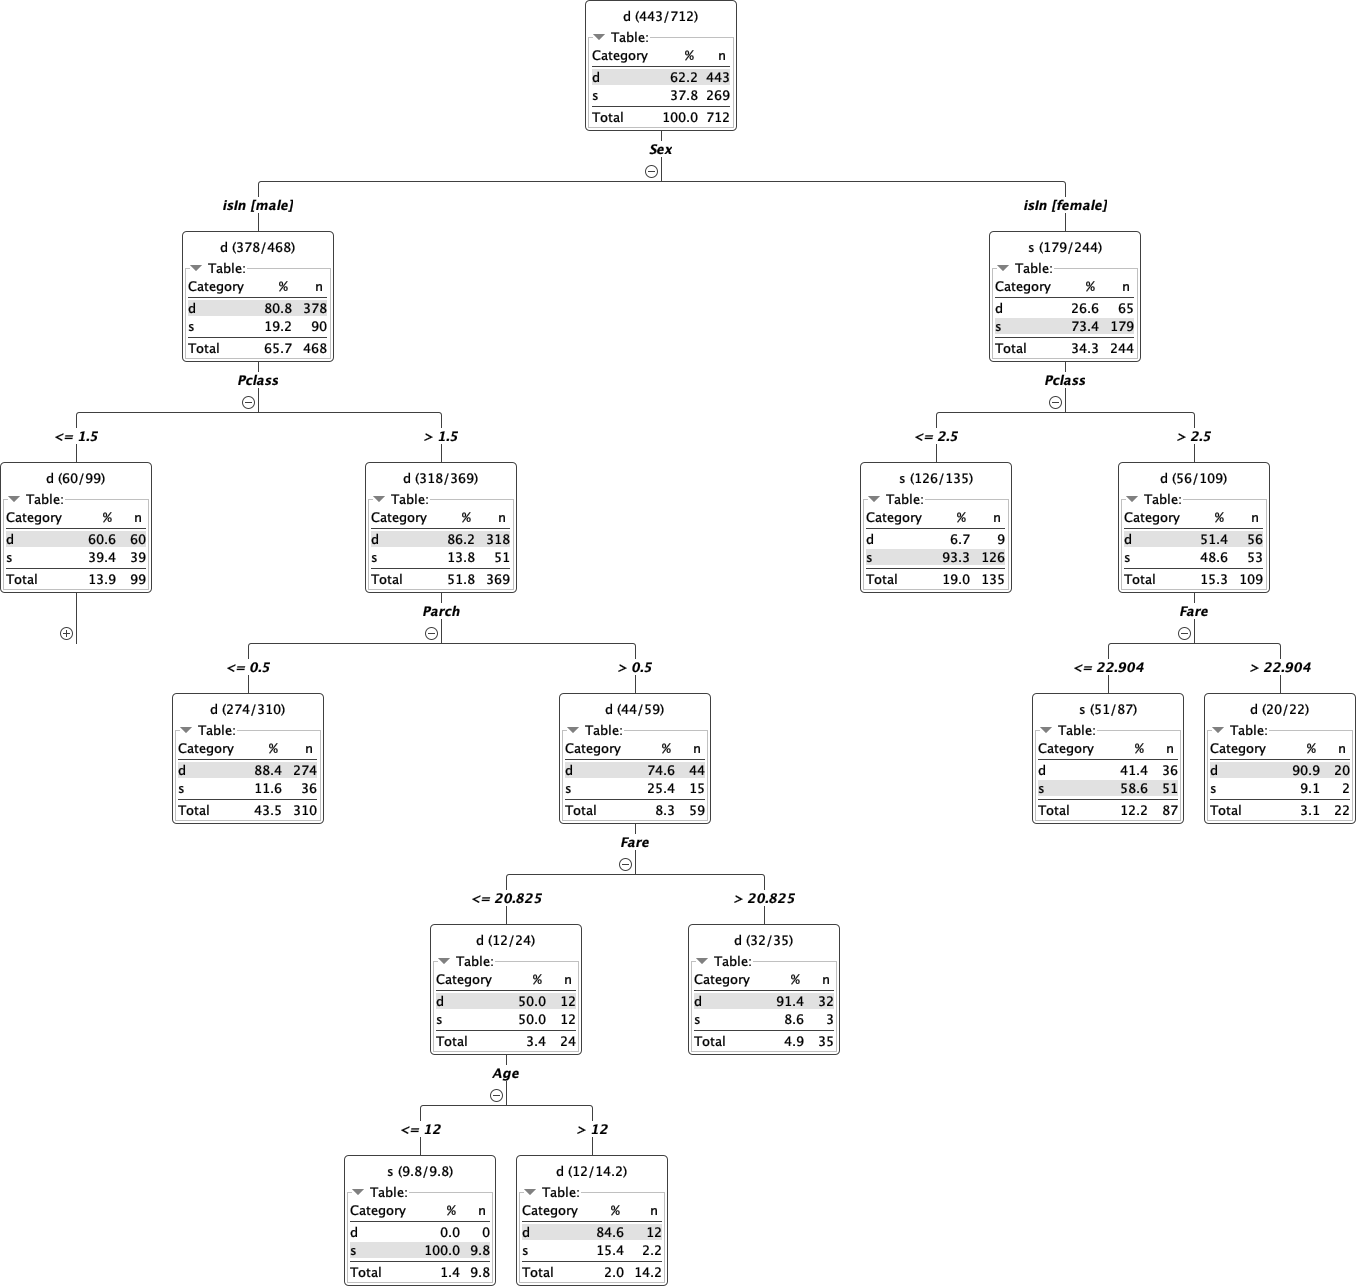 d (443/712)
Table:
Category % n
d 62.2 443
s 37.8 269
Total 100.0 712
Sex
isIn [male]
isIn [female]
d (378/468)
Table:
Category % n
d 80.8 378
s 19.2 90
Total 65.7 468
s (179/244)
Table:
Category % n
d 26.6 65
s 73.4 179
Total 34.3 244
Pclass
Pclass
<= 1.5
> 1.5
<= 2.5
> 2.5
d (60/99)
Table:
Category % n
d 60.6 60
s 39.4 39
Total 13.9 99
d (318/369)
Table:
Category % n
d 86.2 318
s 13.8 51
Total 51.8 369
s (126/135)
Table:
Category % n
d 6.7 9
s 93.3 126
Total 19.0 135
d (56/109)
Table:
Category % n
d 51.4 56
s 48.6 53
Total 15.3 109
Parch
Fare
<= 0.5
> 0.5
<= 22.904
> 22.904
d (274/310)
Table:
Category % n
d 88.4 274
s 11.6 36
Total 43.5 310
d (44/59)
Table:
Category % n
d 74.6 44
s 25.4 15
Total 8.3 59
s (51/87)
Table:
Category % n
d 41.4 36
s 58.6 51
Total 12.2 87
d (20/22)
Table:
Category % n
d 90.9 20
s 9.1 2
Total 3.1 22
Fare
<= 20.825
> 20.825
d (12/24)
Table:
Category % n
d 50.0 12
s 50.0 12
Total 3.4 24
d (32/35)
Table:
Category % n
d 91.4 32
s 8.6 3
Total 4.9 35
Age
<= 12
> 12
s (9.8/9.8)
Table:
Category % n
d 0.0 0
s 100.0 9.8
Total 1.4 9.8
d (12/14.2)
Table:
Category % n
d 84.6 12
s 15.4 2.2
Total 2.0 14.2